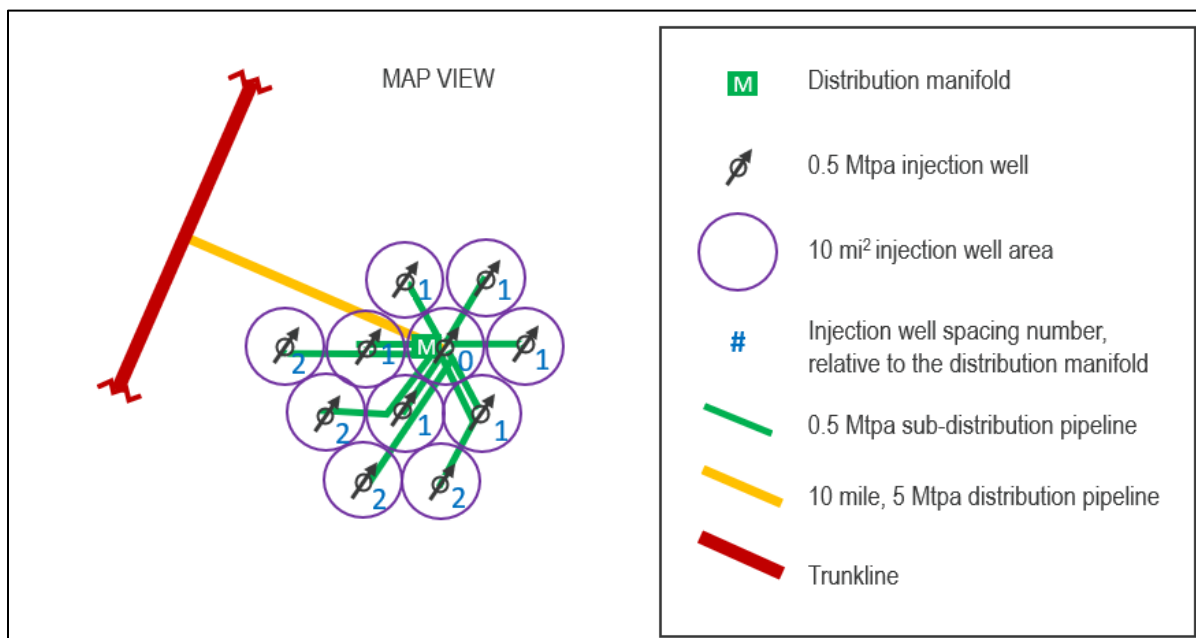 MAP VIEW
1
1
2
1
M
0
1
2
1
1
2
2
M
Distribution manifold
0.5 Mtpa injection well
10 mi² injection well area
#
Injection well spacing number,
relative to the distribution manifold
0.5 Mtpa sub-distribution pipeline
10 mile, 5 Mtpa distribution pipeline
Trunkline